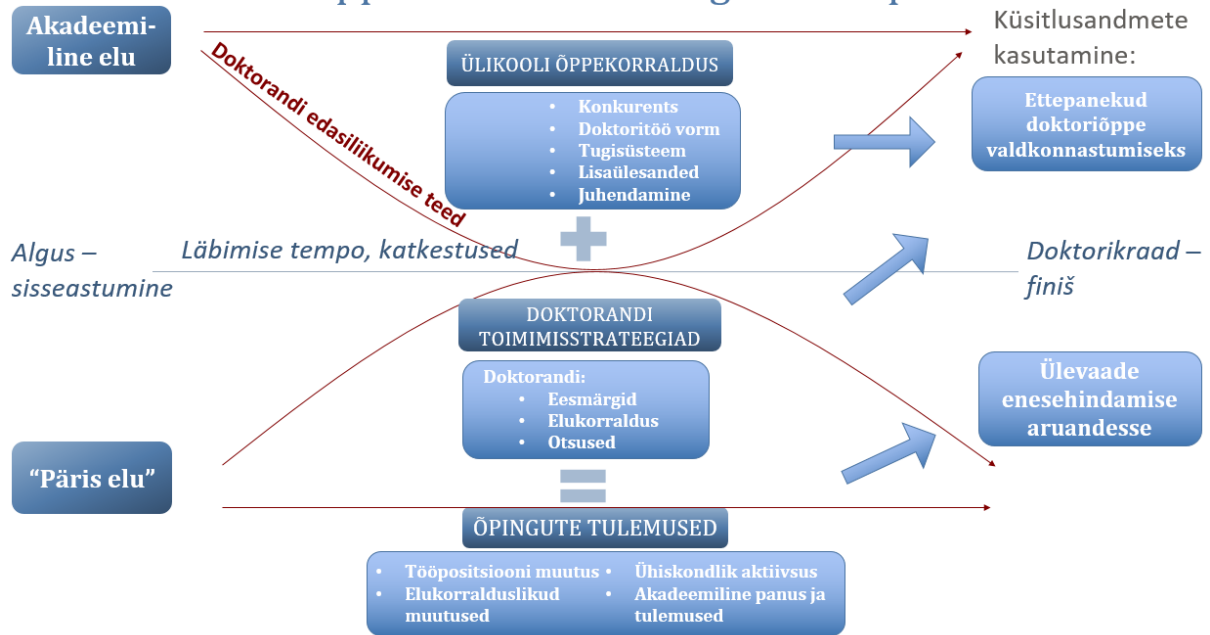 Akadeemi-
line elu
Doktorandi edasiliikumise teed
ÜLIKOOLI ÕPPEKORRALDUS
• Konkurents
• Doktoritöö vorm
• Tugisüsteem
• Lisaülesanded
• Juhendamine
Küsitlusandmete
kasutamine:
Ettepanekud
doktoriõppe
valdkonnastumiseks
Algus –
sisseastumine
Läbimise tempo, katkestused
Doktorikraad –
finiš
DOKTORANDI
TOIMIMISSTRATEEGIAD
Doktorandi:
• Eesmärgid
• Elukorraldus
• Otsused
Ülevaade
enesehindamise
aruandesse
“Päris elu”
ÕPINGUTE TULEMUSED
• Tööpositsiooni muutus
• Elukorralduslikud
muutused
• Ühiskondlik aktiivsus
• Akadeemiline panus ja
tulemused